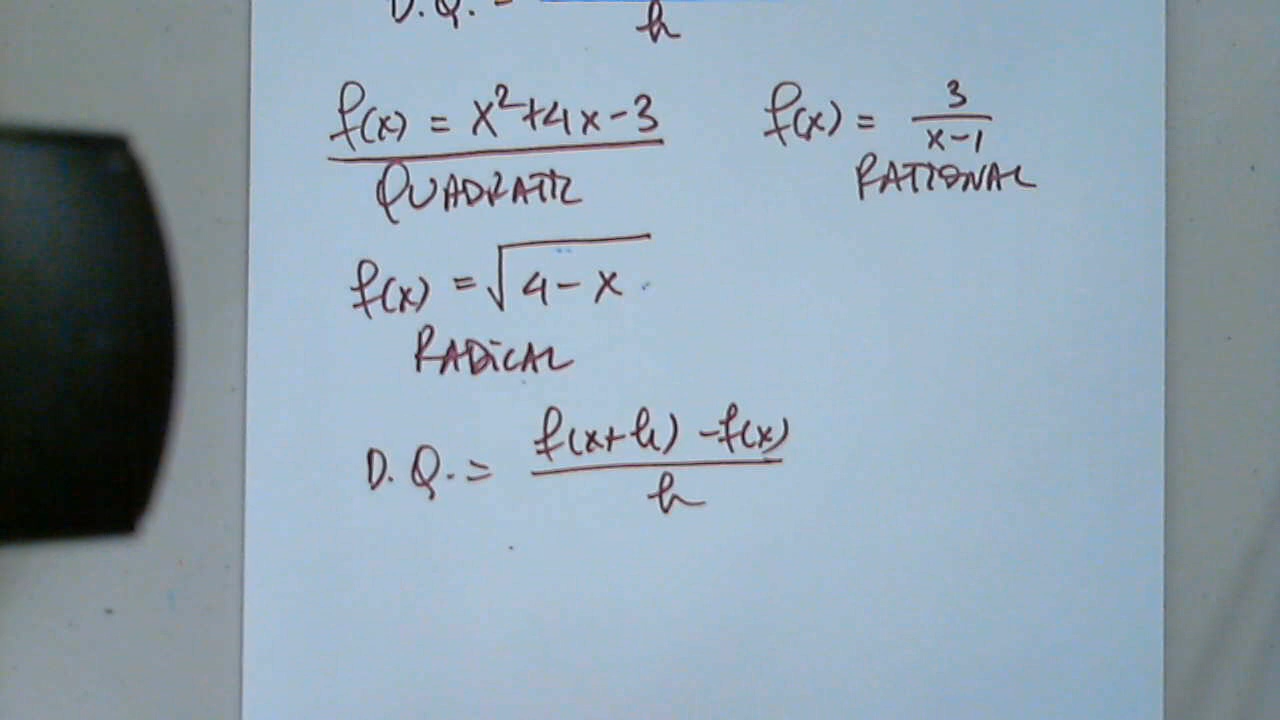 D.Q. = ――― / h
f(x) = x²+4x-3
QUADRATIC
f(x) = 3/(x-1)
RATIONAL
f(x) = √(4-x)
RADICAL
D.Q. = (f(x+h) -f(x))/h